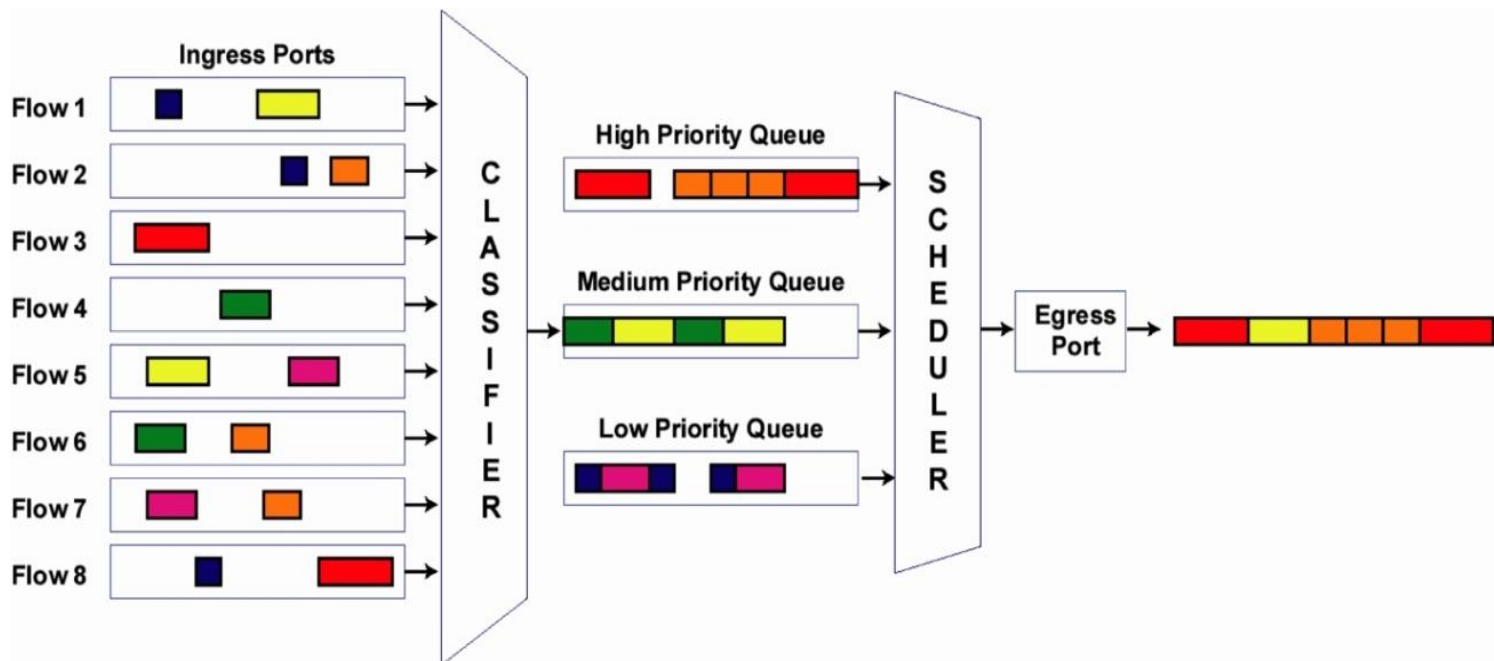 Ingress Ports
Flow 1
Flow 2
Flow 3
Flow 4
Flow 5
Flow 6
Flow 7
Flow 8
CLASSIFIER
High Priority Queue
Medium Priority Queue
Low Priority Queue
SCHEDULER
Egress
Port